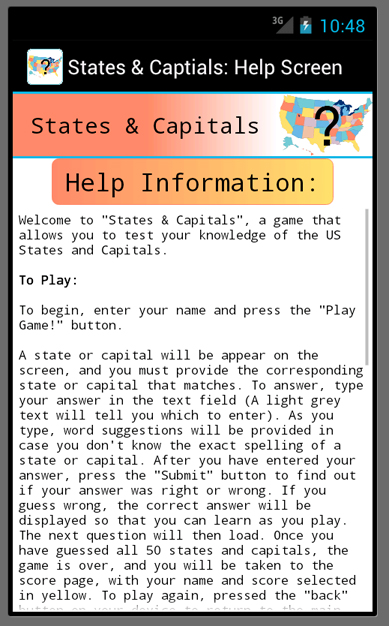 3G 10:48
States & Captials: Help Screen
States & Capitals
?
Help Information:
Welcome to "States & Capitals", a game that
allows you to test your knowledge of the US
States and Capitals.
To Play:
To begin, enter your name and press the "Play
Game!" button.
A state or capital will be appear on the
screen, and you must provide the corresponding
state or capital that matches. To answer, type
your answer in the text field (A light grey
text will tell you which to enter). As you
type, word suggestions will be provided in
case you don't know the exact spelling of a
state or capital. After you have entered your
answer, press the "Submit" button to find out
if your answer was right or wrong. If you
guess wrong, the correct answer will be
displayed so that you can learn as you play.
The next question will then load. Once you
have guessed all 50 states and capitals, the
game is over, and you will be taken to the
score page, with your name and score selected
in yellow. To play again, pressed the "back"
button on your device to return to the main